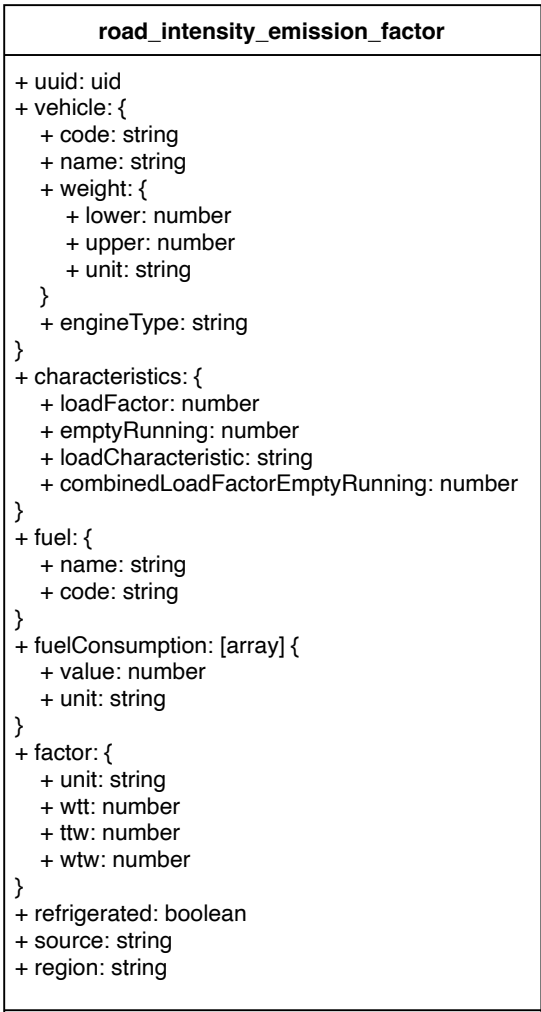 road_intensity_emission_factor
+ uuid: uid
+ vehicle: {
+ code: string
+ name: string
+ weight: {
+ lower: number
+ upper: number
+ unit: string
}
+ engineType: string
}
+ characteristics: {
+ loadFactor: number
+ emptyRunning: number
+ loadCharacteristic: string
+ combinedLoadFactorEmptyRunning: number
}
+ fuel: {
+ name: string
+ code: string
}
+ fuelConsumption: [array] {
+ value: number
+ unit: string
}
+ factor: {
+ unit: string
+ wtt: number
+ ttw: number
+ wtw: number
}
+ refrigerated: boolean
+ source: string
+ region: string